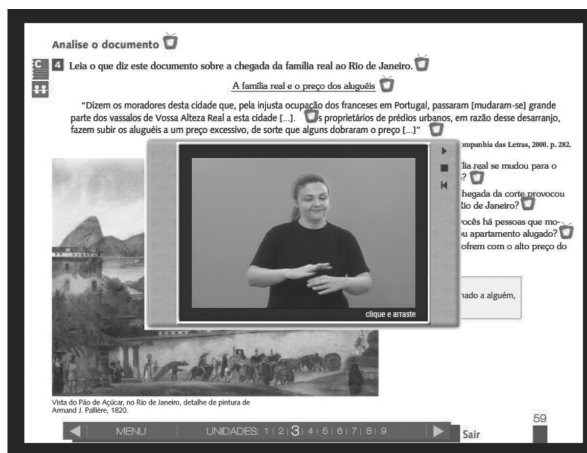 Analise o documento
C 4 Leia o que diz este documento sobre a chegada da família real ao Rio de Janeiro.
A família real e o preço dos aluguéis
“Dizem os moradores desta cidade que, pela injusta ocupação dos franceses em Portugal, passaram [mudaram-se] grande
parte dos vassalos de Vossa Alteza Real a esta cidade [...]. s proprietários de prédios urbanos, em razão desse desarranjo,
fazem subir os aluguéis a um preço excessivo, de sorte que alguns dobraram o preço [...]”
ompanhia das Letras, 2000. p. 282.
lia real se mudou para o
?
hegada da corte provocou
io de Janeiro?
ocês há pessoas que mo-
u apartamento alugado?
ofrem com o alto preço do
nado a alguém,
clique e arraste
Vista do Pão de Açúcar, no Rio de Janeiro, detalhe de pintura de
Armand J. Pallière, 1820.
59
MENU UNIDADES: 1 | 2 | 3 | 4 | 5 | 6 | 7 | 8 | 9 Sair